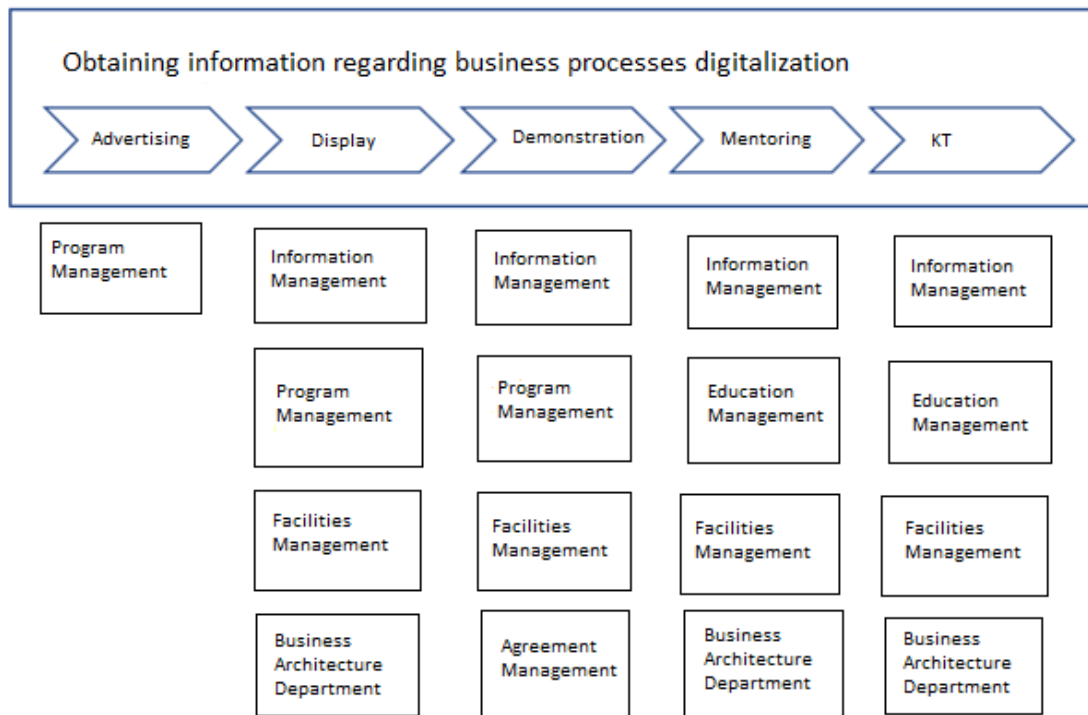 Obtaining information regarding business processes digitalization
Advertising
Display
Demonstration
Mentoring
KT
Program
Management
Information
Management
Information
Management
Information
Management
Information
Management
Program
Management
Program
Management
Education
Management
Education
Management
Facilities
Management
Facilities
Management
Facilities
Management
Facilities
Management
Business
Architecture
Department
Agreement
Management
Business
Architecture
Department
Business
Architecture
Department